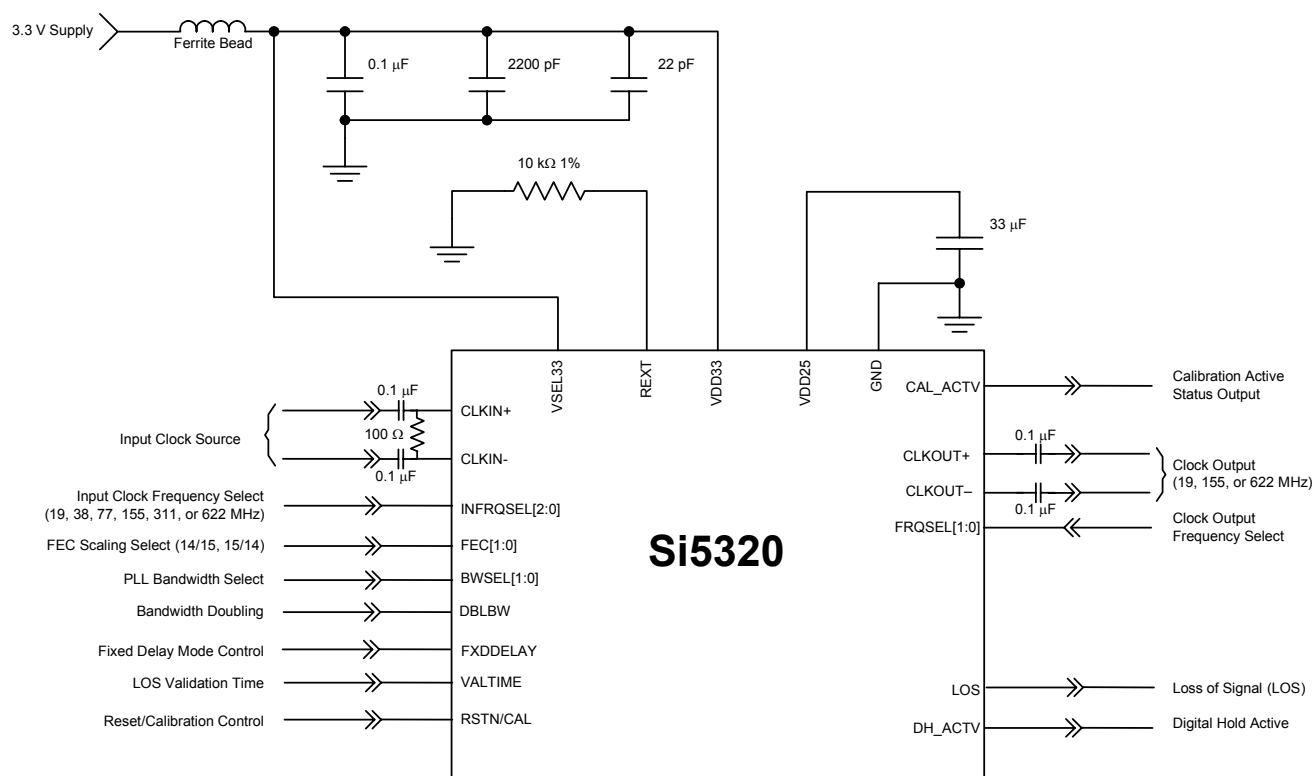 3.3 V Supply
Ferrite Bead
0.1 μF
2200 pF
22 pF
10 kΩ 1%
33 μF
VSEL33
REXT
VDD33
VDD25
GND
Input Clock Source
0.1 μF
100 Ω
0.1 μF
CLKIN+
CLKIN-
Input Clock Frequency Select
(19, 38, 77, 155, 311, or 622 MHz)
INFRQSEL[2:0]
FEC Scaling Select (14/15, 15/14)
FEC[1:0]
PLL Bandwidth Select
BWSEL[1:0]
Bandwidth Doubling
DBLBW
Fixed Delay Mode Control
FXDDELAY
LOS Validation Time
VALTIME
Reset/Calibration Control
RSTN/CAL
Si5320
CAL_ACTV
Calibration Active
Status Output
CLKOUT+
0.1 μF
CLKOUT–
0.1 μF
Clock Output
(19, 155, or 622 MHz)
FRQSEL[1:0]
Clock Output
Frequency Select
LOS
Loss of Signal (LOS)
DH_ACTV
Digital Hold Active